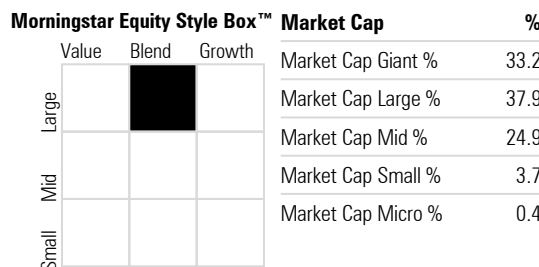 Morningstar Equity Style Box™
Value Blend Growth
Large
Mid
Small
Market Cap %
Market Cap Giant % 33.2
Market Cap Large % 37.9
Market Cap Mid % 24.9
Market Cap Small % 3.7
Market Cap Micro % 0.4